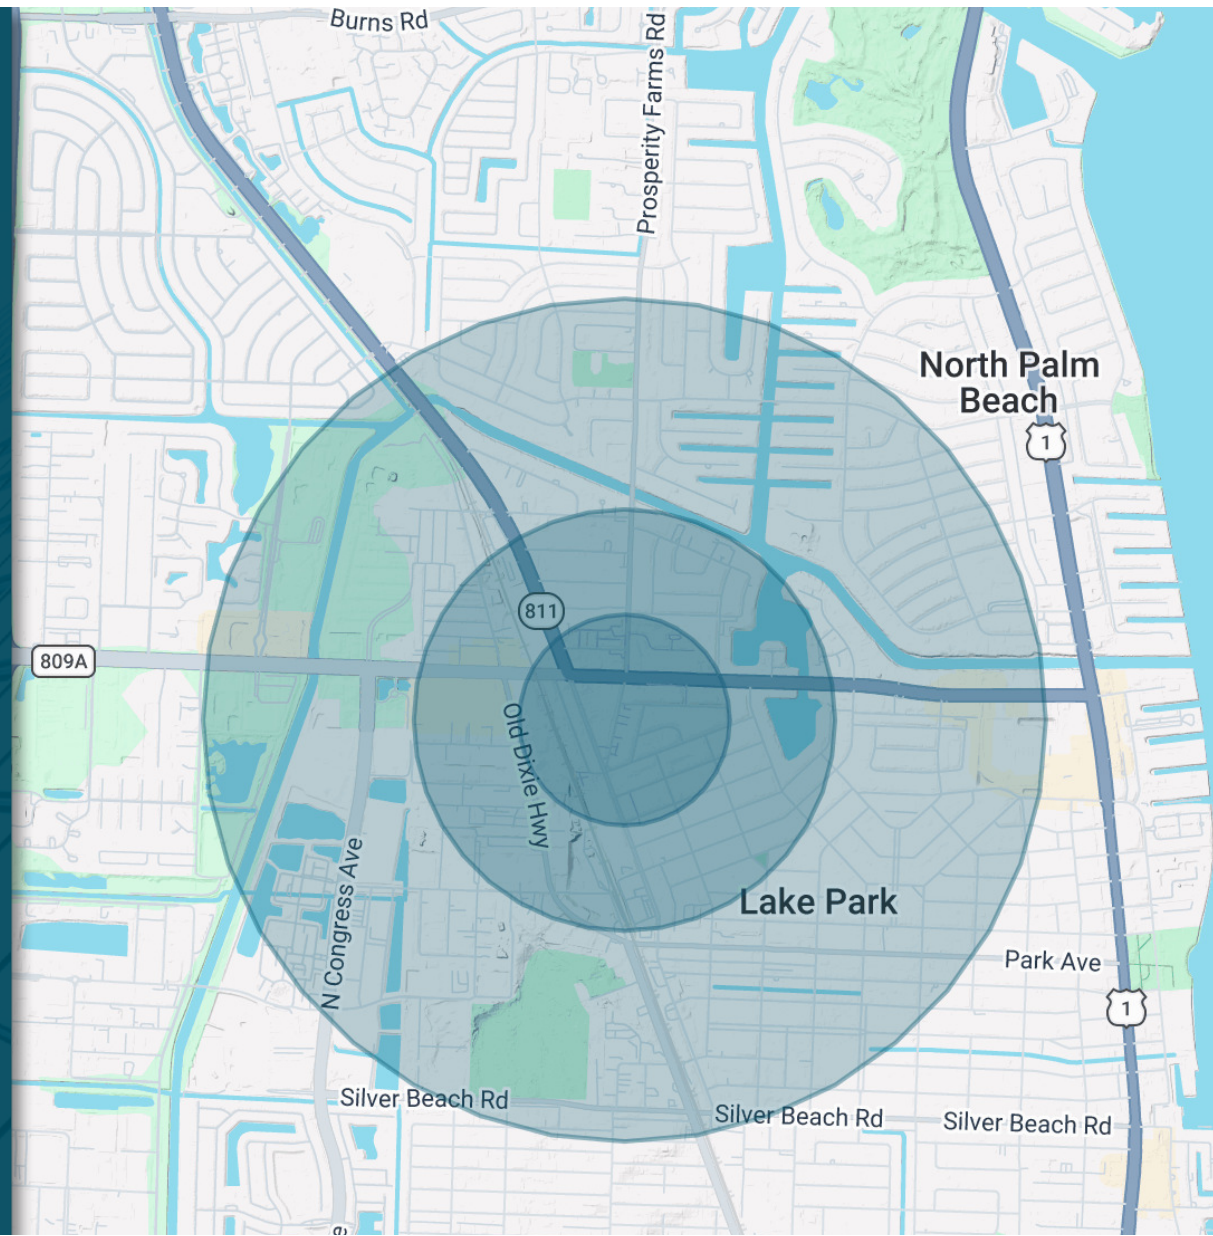 Burns Rd
Prosperity Farms Rd
North Palm
Beach
1
811
809A
Old Dixie Hwy
N Congress Ave
Lake Park
Park Ave
1
Silver Beach Rd
Silver Beach Rd
Silver Beach Rd